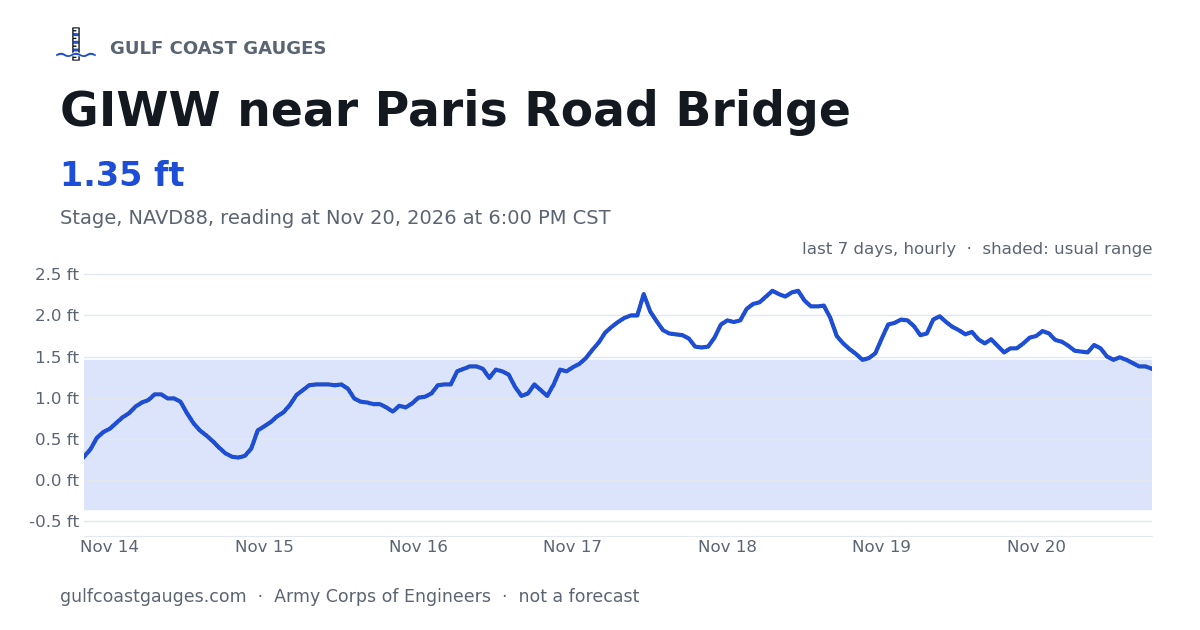 GULF COAST GAUGES
GIWW near Paris Road Bridge
1.35 ft
Stage, NAVD88, reading at Nov 20, 2026 at 6:00 PM CST
last 7 days, hourly · shaded: usual range
2.5 ft
2.0 ft
1.5 ft
1.0 ft
0.5 ft
0.0 ft
-0.5 ft
Nov 14 Nov 15 Nov 16 Nov 17 Nov 18 Nov 19 Nov 20
gulfcoastgauges.com · Army Corps of Engineers · not a forecast